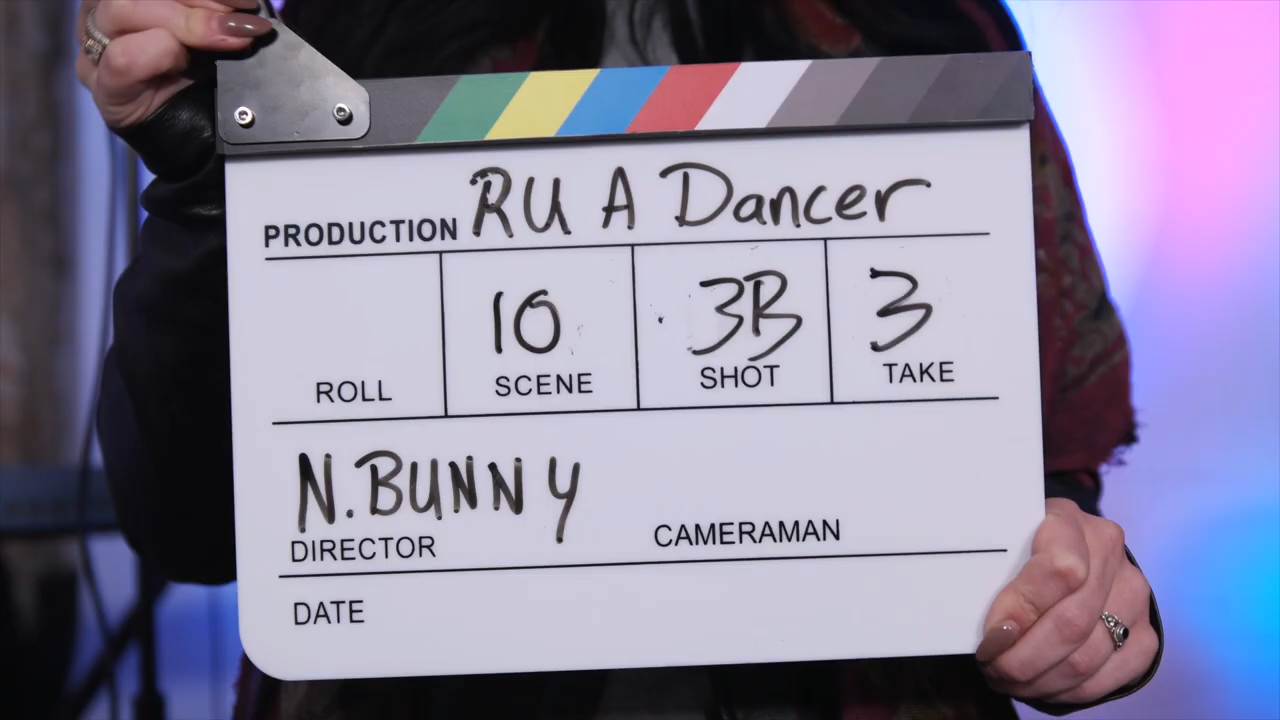 PRODUCTION RU A Dancer
10 3B 3
ROLL SCENE SHOT TAKE
N. BUNNY
DIRECTOR CAMERAMAN
DATE